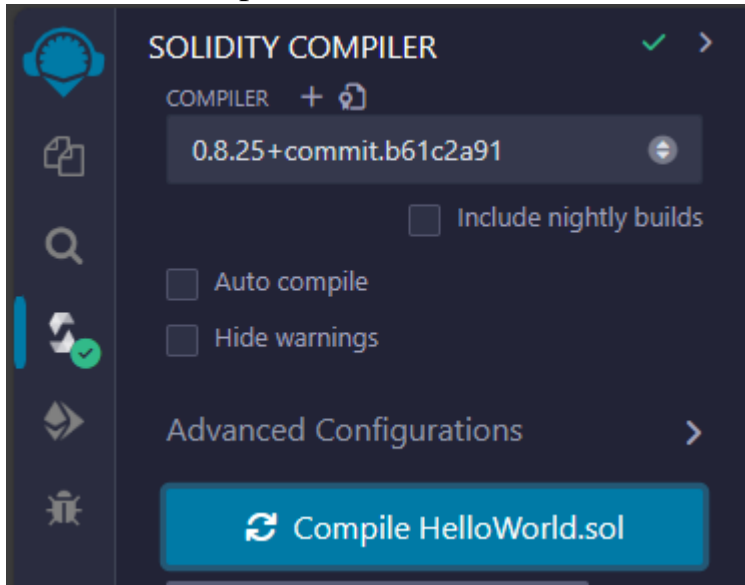 SOLIDITY COMPILER
COMPILER
0.8.25+commit.b61c2a91
Include nightly builds
Auto compile
Hide warnings
Advanced Configurations
Compile HelloWorld.sol